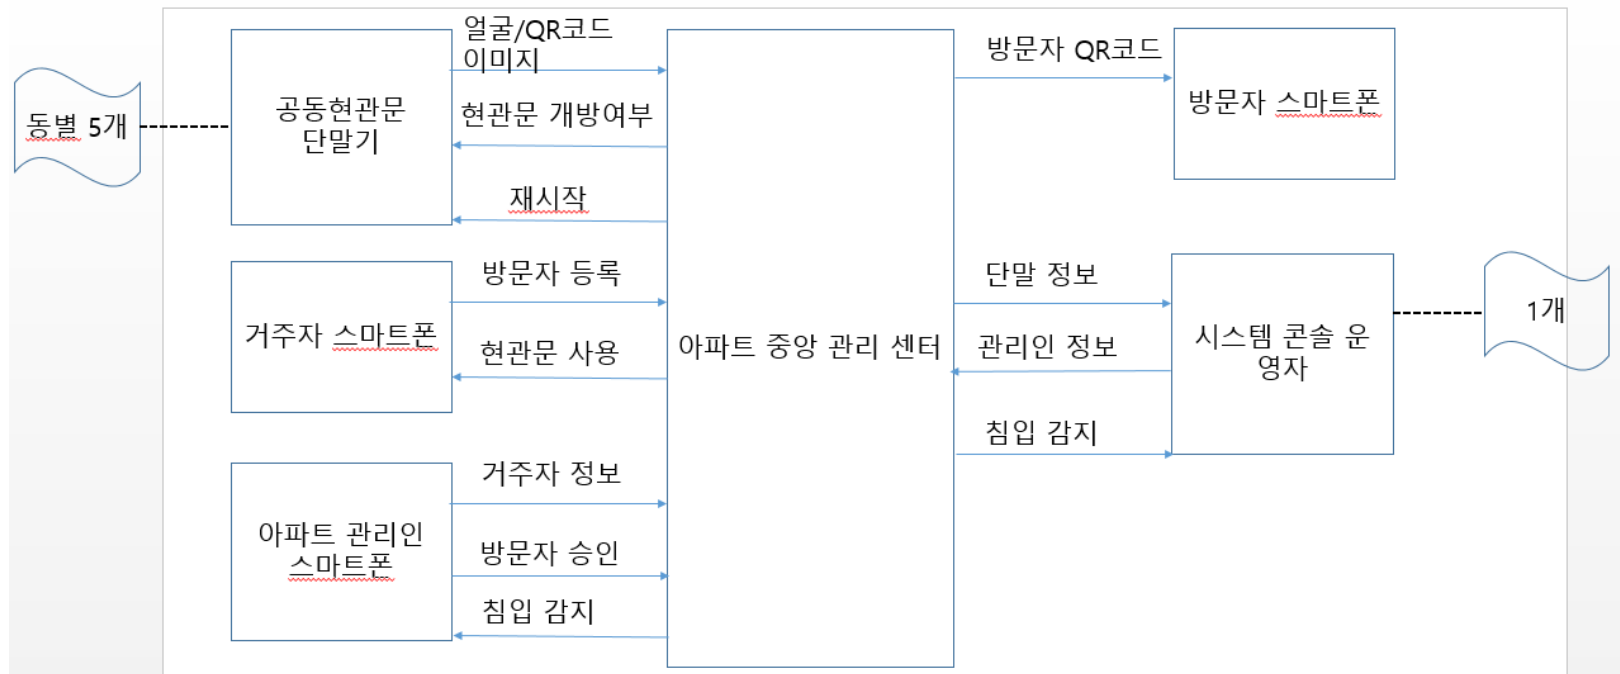 얼굴/QR코드
이미지
방문자 QR코드
동별 5개
공동현관문
단말기
현관문 개방여부
방문자 스마트폰
재시작
방문자 등록
단말 정보
거주자 스마트폰
현관문 사용
아파트 중앙 관리 센터
관리인 정보
시스템 콘솔 운
영자
1개
침입 감지
거주자 정보
아파트 관리인
스마트폰
방문자 승인
침입 감지